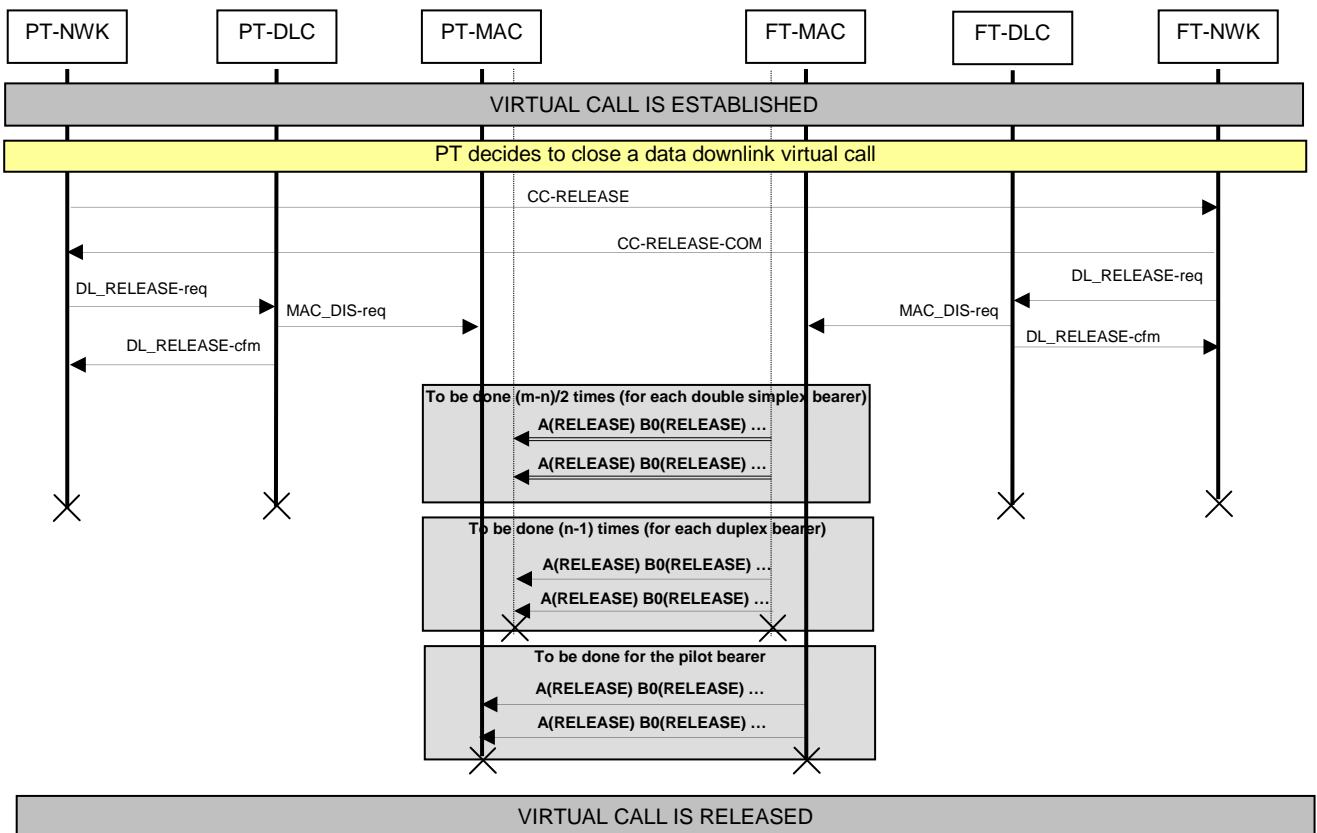 PT-NWK
PT-DLC
PT-MAC
FT-MAC
FT-DLC
FT-NWK
VIRTUAL CALL IS ESTABLISHED
PT decides to close a data downlink virtual call
CC-RELEASE
CC-RELEASE-COM
DL_RELEASE-req
DL_RELEASE-req
MAC_DIS-req
MAC_DIS-req
DL_RELEASE-cfm
DL_RELEASE-cfm
To be done (m-n)/2 times (for each double simplex bearer)
A(RELEASE) B0(RELEASE) …
A(RELEASE) B0(RELEASE) …
To be done (n-1) times (for each duplex bearer)
A(RELEASE) B0(RELEASE) …
A(RELEASE) B0(RELEASE) …
To be done for the pilot bearer
A(RELEASE) B0(RELEASE) …
A(RELEASE) B0(RELEASE) …
VIRTUAL CALL IS RELEASED